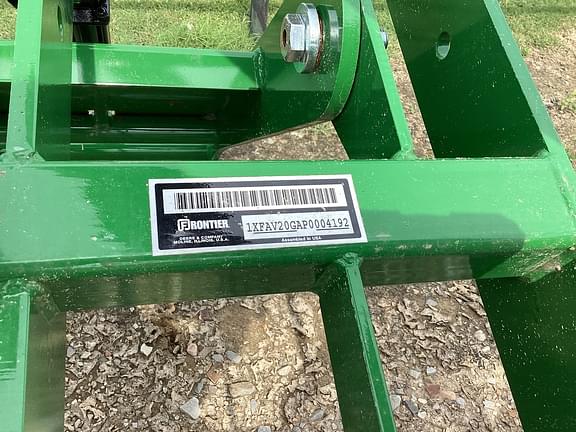 FRONTIER
1XFAV20GAP0004192
DEERE & COMPANY
MOLINE, ILLINOIS, U.S.A.
Assembled in USA